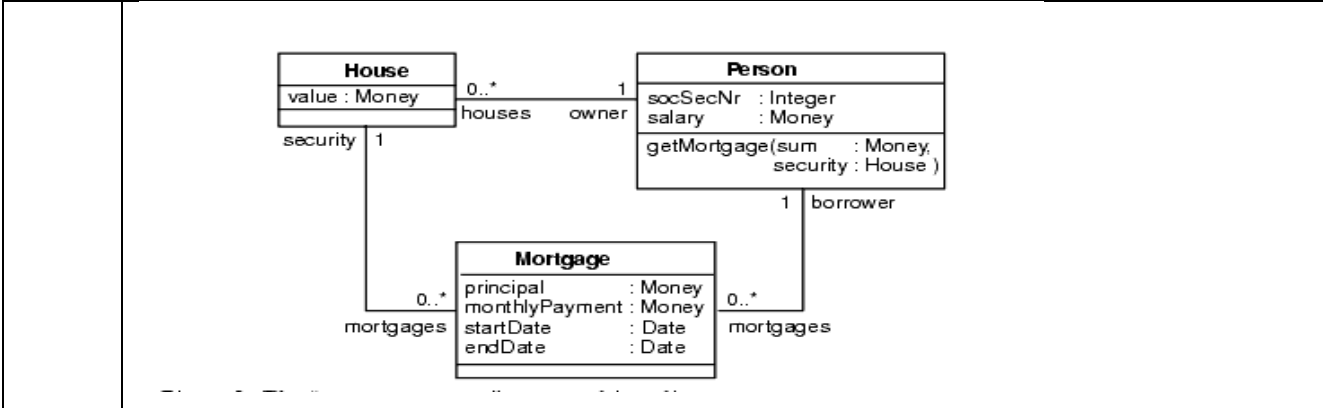 House
value : Money
0..*
1
houses
owner
Person
socSecNr : Integer
salary : Money
getMortgage(sum : Money,
security : House )
security
1
1
borrower
Mortgage
principal : Money
monthlyPayment : Money
startDate : Date
endDate : Date
0..*
mortgages
0..*
mortgages